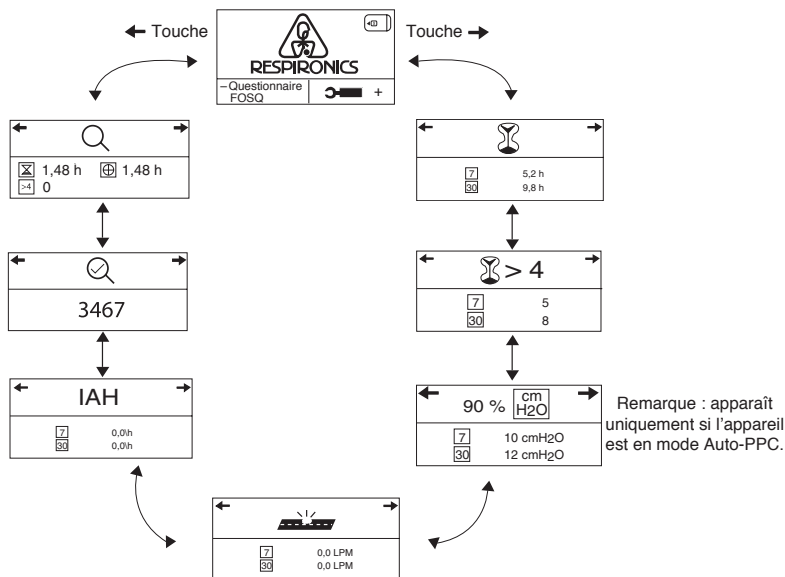 Touche
RESPIRONICS
–Questionnaire
FOSQ
+
Touche
1,48 h
1,48 h
>4 0
3467
IAH
7 0,0\h
30 0,0\h
7 0,0 LPM
30 0,0 LPM
7 5,2 h
30 9,8 h
> 4
7 5
30 8
90 % cm
H2O
7 10 cmH2O
30 12 cmH2O
Remarque : apparaît
uniquement si l'appareil
est en mode Auto-PPC.